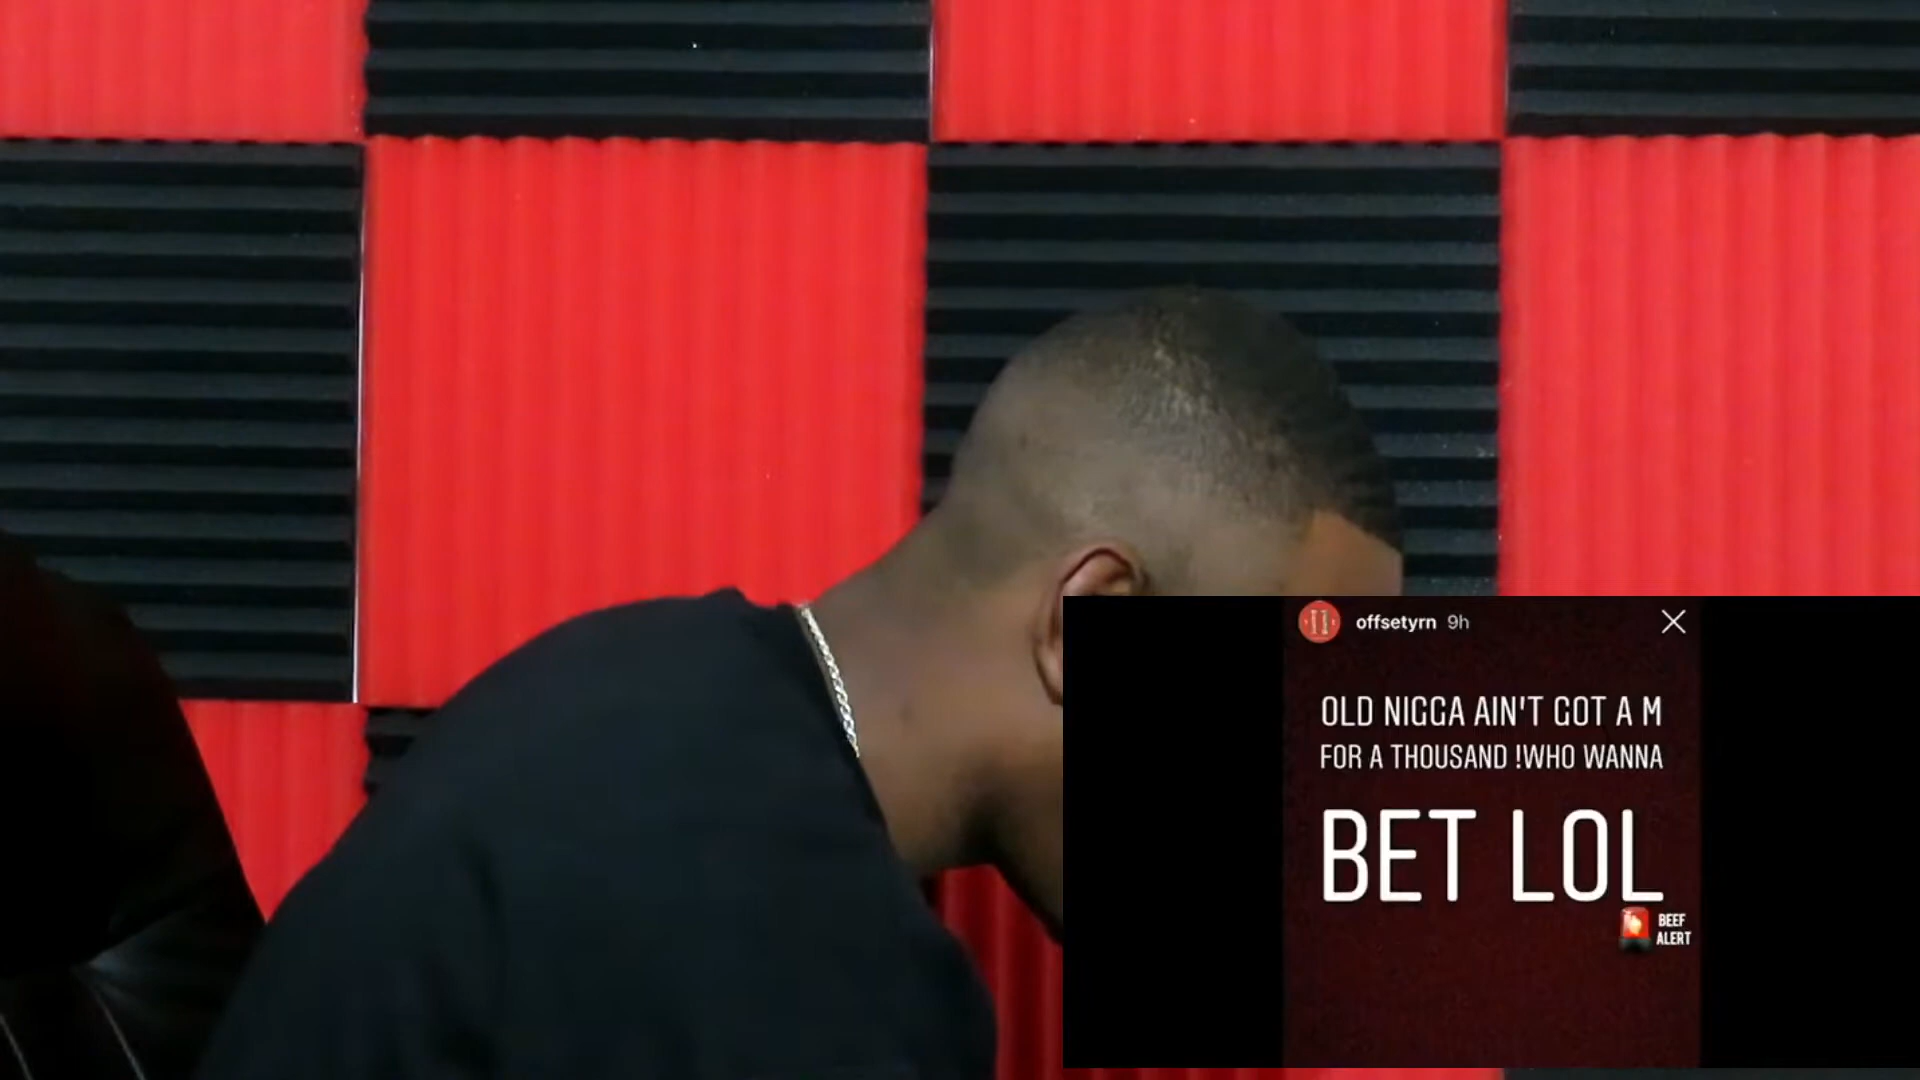 offsetyrn 9h
OLD NIGGA AIN'T GOT A M
FOR A THOUSAND !WHO WANNA
BET LOL
BEEF
ALERT